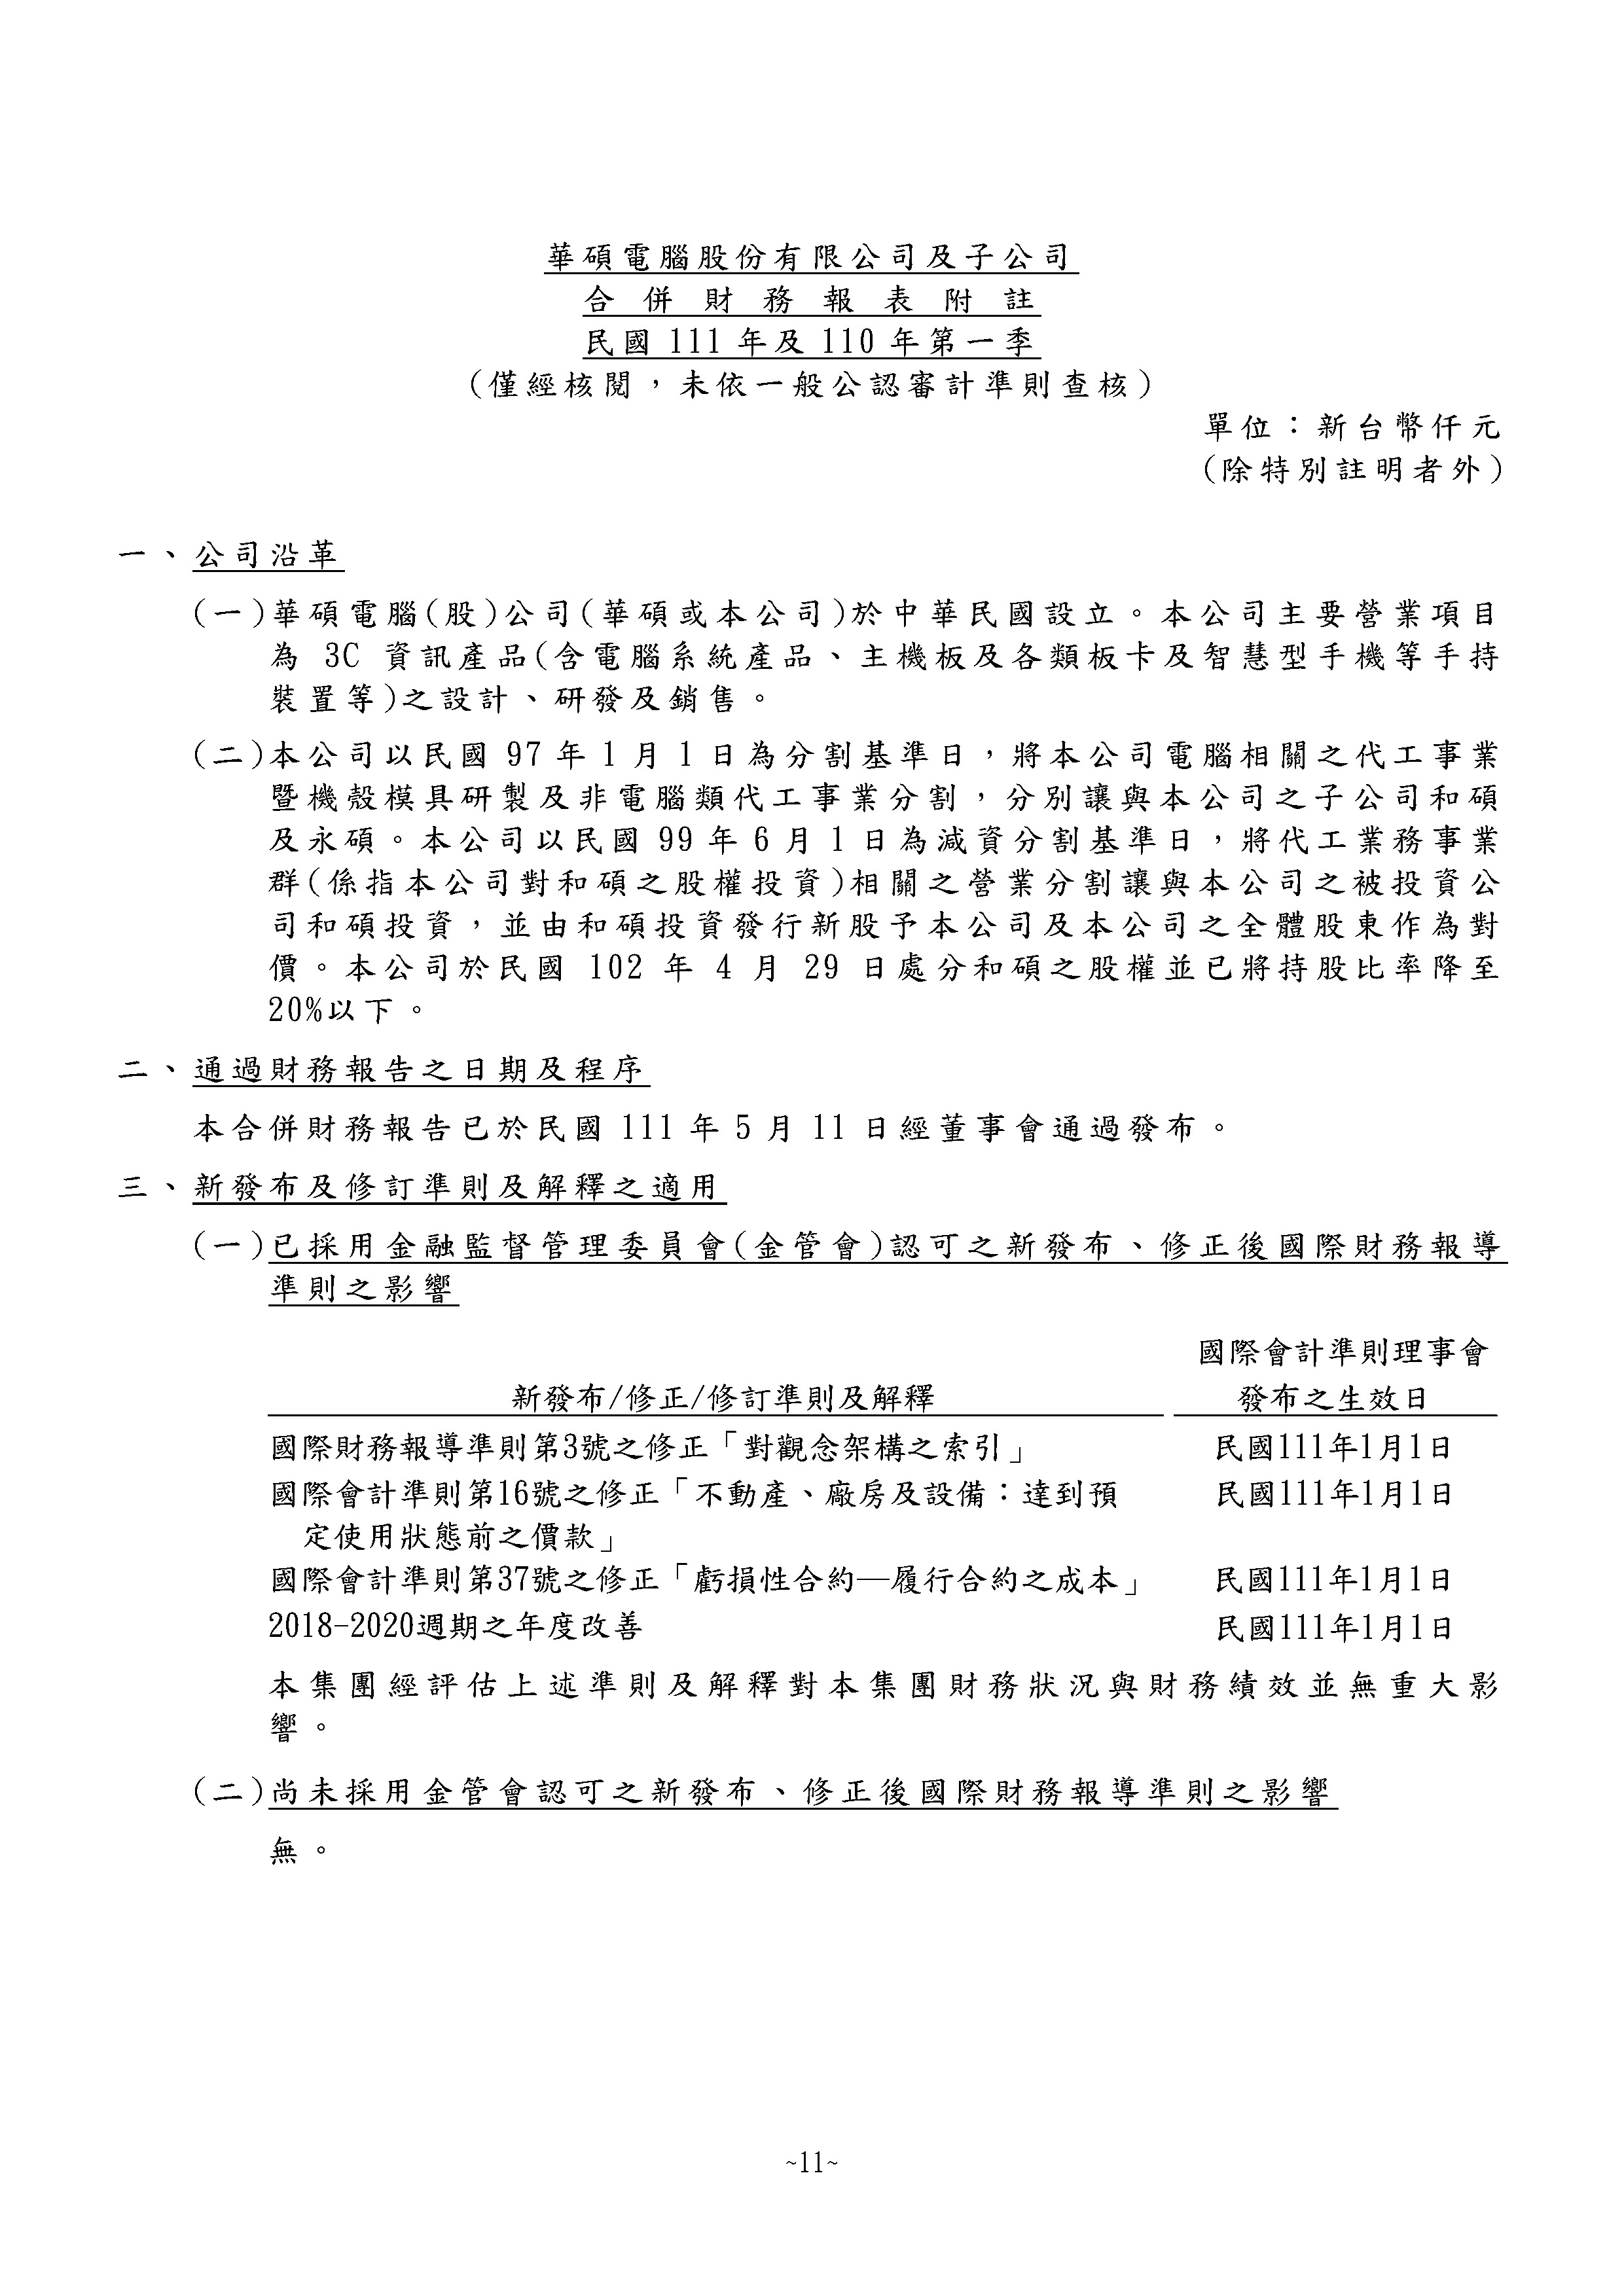 華碩電腦股份有限公司及子公司
合併財務報表附註
民國 111 年及 110 年第一季
(僅經核閱,未依一般公認審計準則查核)
單位:新台幣仟元
(除特別註明者外)
一、公司沿革
(一)華碩電腦(股)公司(華碩或本公司)於中華民國設立。本公司主要營業項目
為 3C 資訊產品(含電腦系統產品、主機板及各類板卡及智慧型手機等手持
裝置等)之設計、研發及銷售。
(二)本公司以民國 97 年 1 月 1 日為分割基準日,將本公司電腦相關之代工事業
暨機殼模具研製及非電腦類代工事業分割,分別讓與本公司之子公司和碩
及永碩。本公司以民國 99 年 6 月 1 日為減資分割基準日,將代工業務事業
群(係指本公司對和碩之股權投資)相關之營業分割讓與本公司之被投資公
司和碩投資,並由和碩投資發行新股予本公司及本公司之全體股東作為對
價。本公司於民國 102 年 4 月 29 日處分和碩之股權並已將持股比率降至
20%以下。
二、通過財務報告之日期及程序
本合併財務報告已於民國 111 年 5 月 11 日經董事會通過發布。
三、新發布及修訂準則及解釋之適用
(一)已採用金融監督管理委員會(金管會)認可之新發布、修正後國際財務報導
準則之影響
國際會計準則理事會
新發布/修正/修訂準則及解釋 發布之生效日
國際財務報導準則第3號之修正「對觀念架構之索引」 民國111年1月1日
國際會計準則第16號之修正「不動產、廠房及設備:達到預 民國111年1月1日
定使用狀態前之價款」
國際會計準則第37號之修正「虧損性合約—履行合約之成本」 民國111年1月1日
2018-2020週期之年度改善 民國111年1月1日
本集團經評估上述準則及解釋對本集團財務狀況與財務績效並無重大影
響。
(二)尚未採用金管會認可之新發布、修正後國際財務報導準則之影響
無。
~11~